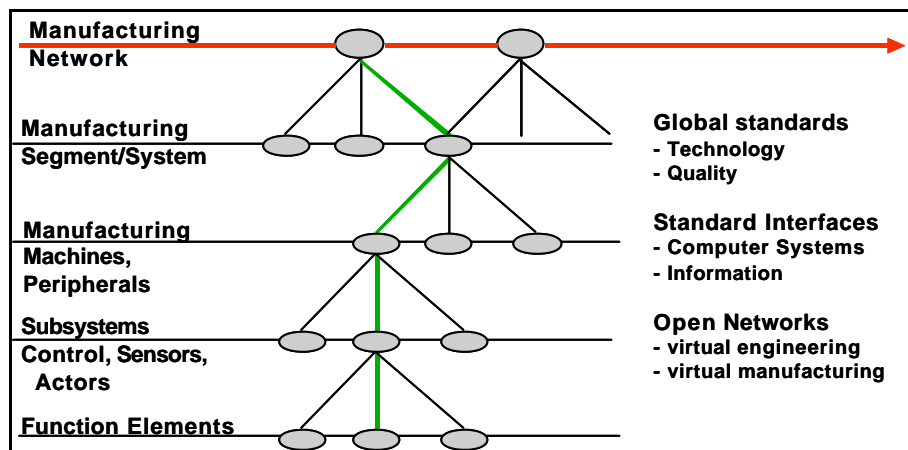 Manufacturing
Network
Manufacturing
Segment/System
Manufacturing
Machines,
Peripherals
Subsystems
Control, Sensors,
Actors
Function Elements
Global standards
- Technology
- Quality
Standard Interfaces
- Computer Systems
- Information
Open Networks
- virtual engineering
- virtual manufacturing